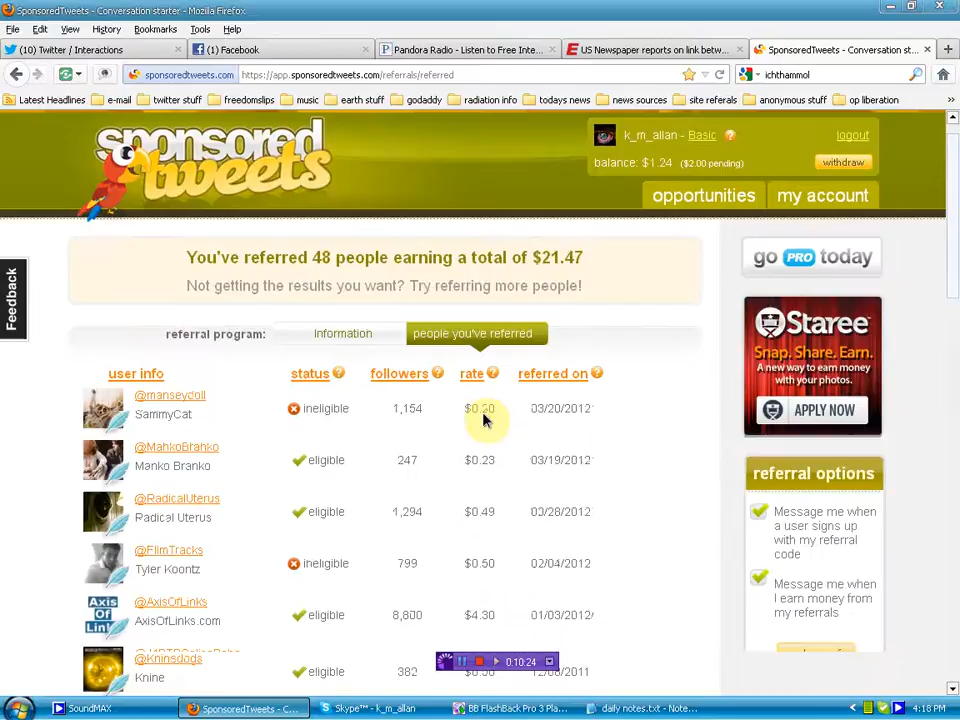 SponsoredTweets - Conversation starter - Mozilla Firefox
File Edit View History Bookmarks Tools Help
(10) Twitter / Interactions
(1) Facebook
Pandora Radio - Listen to Free Inte...
US Newspaper reports on link betw...
SponsoredTweets - Conversation st...
sponsoredtweets.com
https://app.sponsoredtweets.com/referrals/referred
ichthammol
Latest Headlines e-mail twitter stuff freedomslips music earth stuff godaddy radiation info todays news news sources site referals anonymous stuff op liberation
sponsored
tweets
k_m_allan - Basic
logout
balance: $1.24 ($2.00 pending)
withdraw
opportunities my account
Feedback
You've referred 48 people earning a total of $21.47
Not getting the results you want? Try referring more people!
go PRO today
referral program: information people you've referred
user info status followers rate referred on
@manseydoll
SammyCat
ineligible 1,154 03/20/2012
@MahkoBrahko
Manko Branko
eligible 247 $0.23 03/19/2012
@RadicalUterus
Radical Uterus
eligible 1,294 $0.49 03/28/2012
@FilmTracks
Tyler Koontz
ineligible 799 $0.50 02/04/2012
@AxisOfLinks
AxisOfLinks.com
eligible 8,800 $4.30 01/03/2012
Axis
Of
Link
@Kninsdogs
Knine
eligible 382
Staree
Snap. Share. Earn.
A new way to earn money
with your photos.
APPLY NOW
referral options
Message me when
a user signs up
with my referral
code
Message me when
I earn money from
my referrals
0:10:24
SoundMAX
SponsoredTweets - C...
Skype™ - k_m_allan
BB FlashBack Pro 3 Pla...
daily notes.txt - Note...
4:18 PM